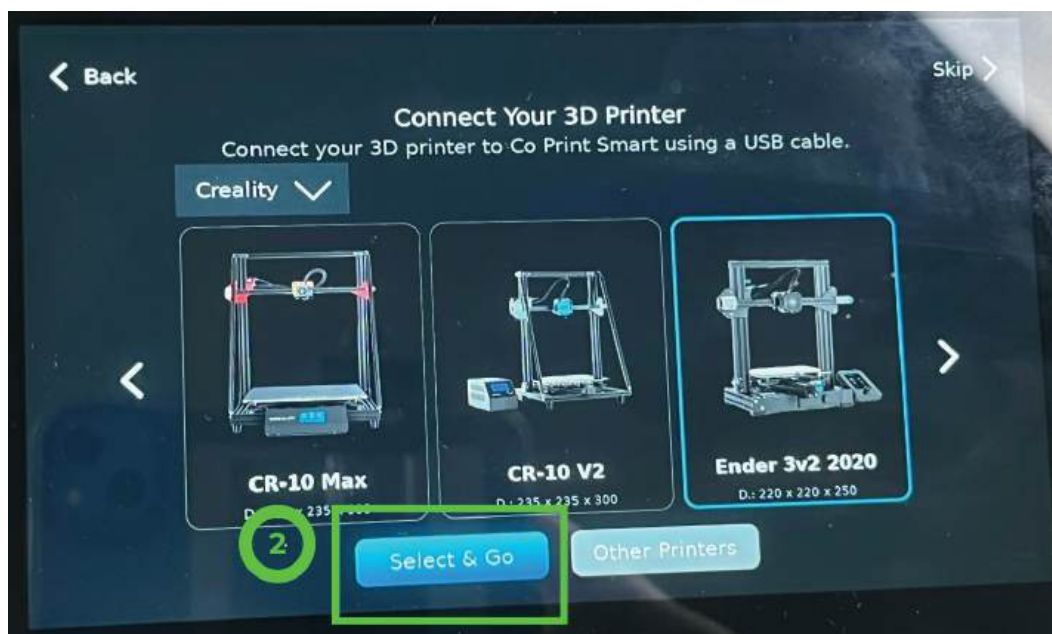 Back
Skip
Connect Your 3D Printer
Connect your 3D printer to Co Print Smart using a USB cable.
Creality
CR-10 Max
CR-10 V2
Ender 3v2 2020
D. x 235
D.: 235 x 235 x 300
D.: 220 x 220 x 250
2
Select & Go
Other Printers